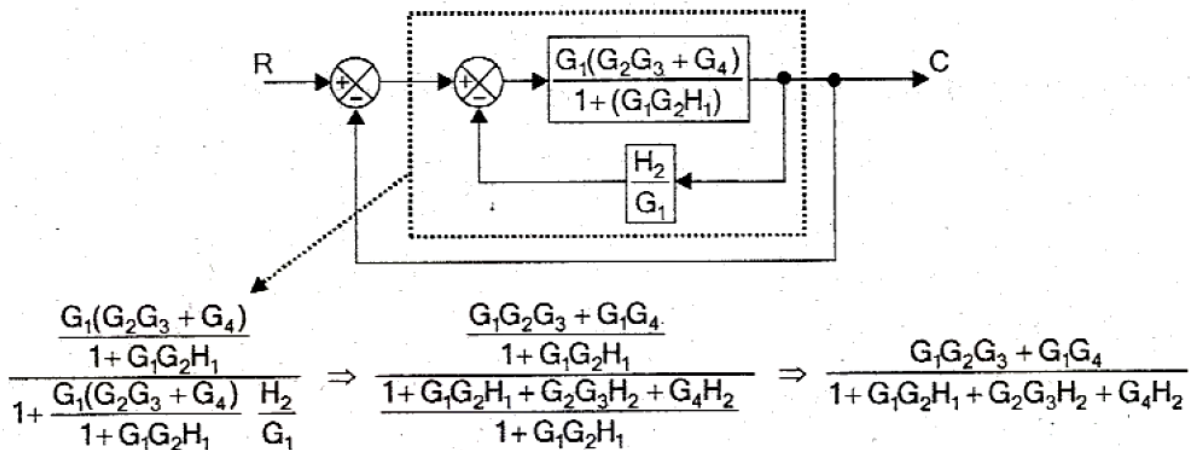 R
+
−
+
−
G₁(G₂G₃ + G₄)
1 + (G₁G₂H₁)
C
H₂
G₁
G₁(G₂G₃ + G₄)
1 + G₁G₂H₁
1 + G₁(G₂G₃ + G₄) H₂
1 + G₁G₂H₁ G₁
⇒
G₁G₂G₃ + G₁G₄
1 + G₁G₂H₁
1 + G₁G₂H₁ + G₂G₃H₂ + G₄H₂
1 + G₁G₂H₁
⇒
G₁G₂G₃ + G₁G₄
1 + G₁G₂H₁ + G₂G₃H₂ + G₄H₂